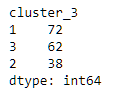 cluster_3
1    72
3    62
2    38
dtype: int64